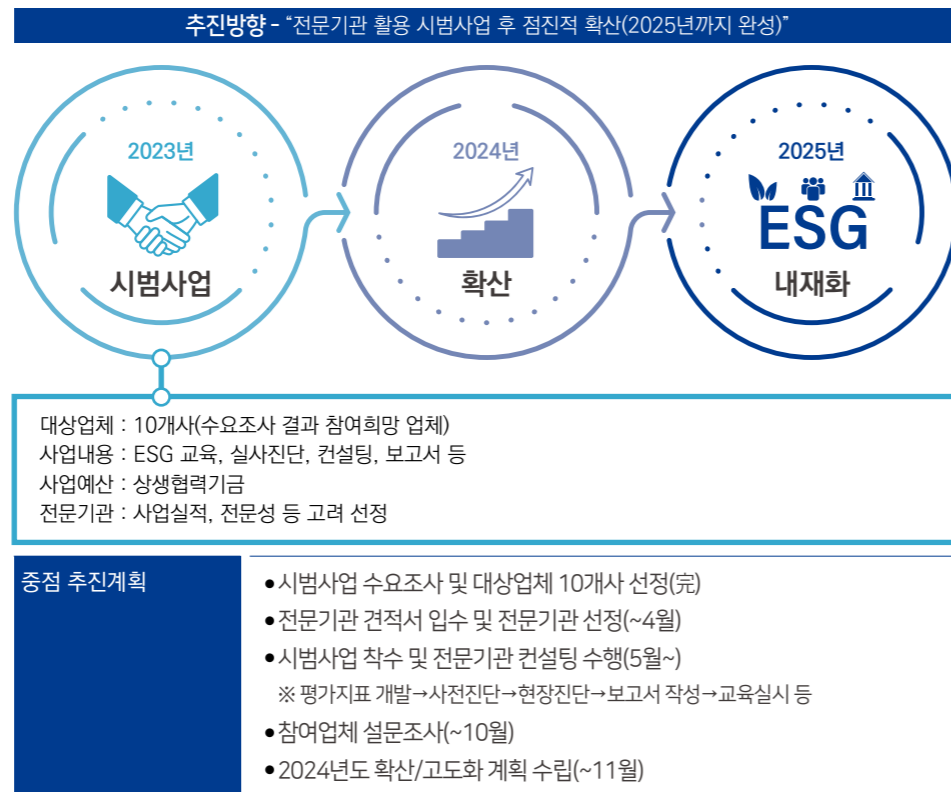 추진방향 - “전문기관 활용 시범사업 후 점진적 확산(2025년까지 완성)”
2023년
시범사업
2024년
확산
2025년
ESG
내재화
대상업체 : 10개사(수요조사 결과 참여희망 업체)
사업내용 : ESG 교육, 실사진단, 컨설팅, 보고서 등
사업예산 : 상생협력기금
전문기관 : 사업실적, 전문성 등 고려 선정
중점 추진계획
●시범사업 수요조사 및 대상업체 10개사 선정(完)
●전문기관 견적서 입수 및 전문기관 선정(~4월)
●시범사업 착수 및 전문기관 컨설팅 수행(5월~)
※ 평가지표 개발→사전진단→현장진단→보고서 작성→교육실시 등
●참여업체 설문조사(~10월)
●2024년도 확산/고도화 계획 수립(~11월)